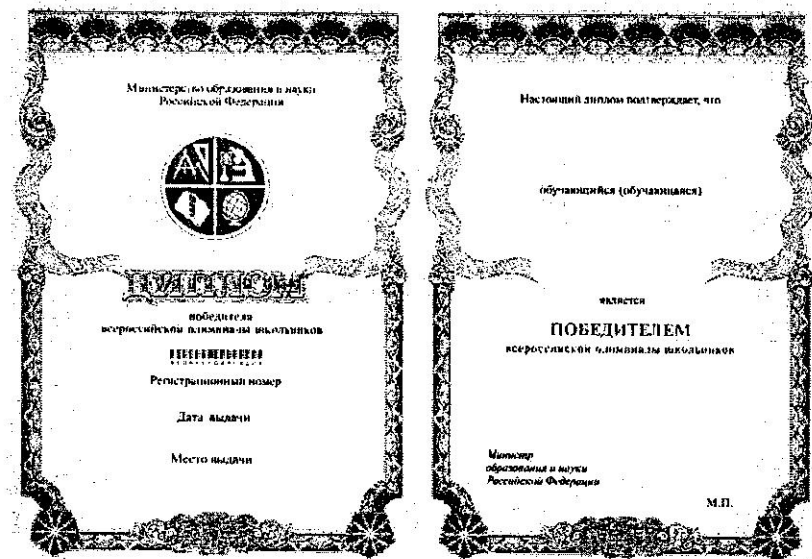 Министерство образования и науки
Российской Федерации
ДИПЛОМ
победителя
всероссийской олимпиады школьников
Регистрационный номер
Дата выдачи
Место выдачи
Настоящий диплом подтверждает, что
обучающийся (обучающаяся)
является
ПОБЕДИТЕЛЕМ
всероссийской олимпиады школьников
Министр
образования и науки
Российской Федерации
М.П.